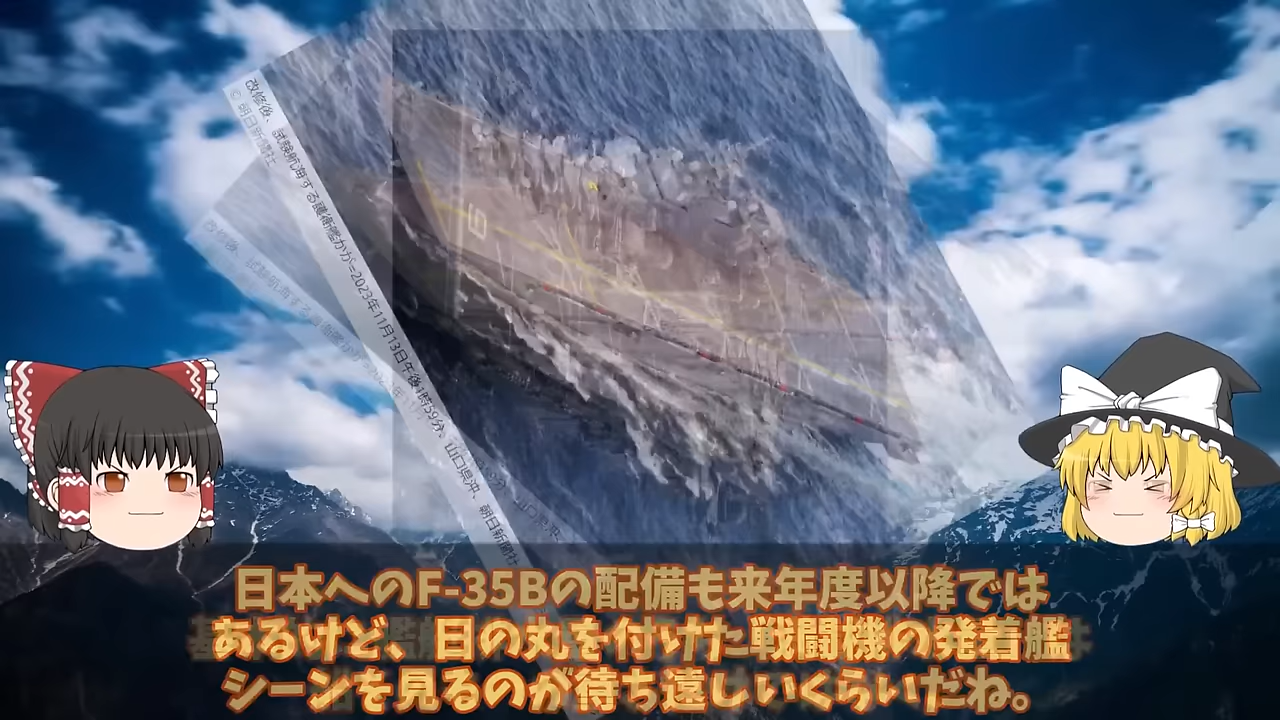 改修後、試験航海する護衛艦かが=2023年11月13日午後1時59分、山口県沖、朝日新聞社
©朝日新聞社
日本へのF-35Bの配備も来年度以降では
あるけど、日の丸を付けた戦闘機の発着艦
シーンを見るのが待ち遠しいくらいだね。